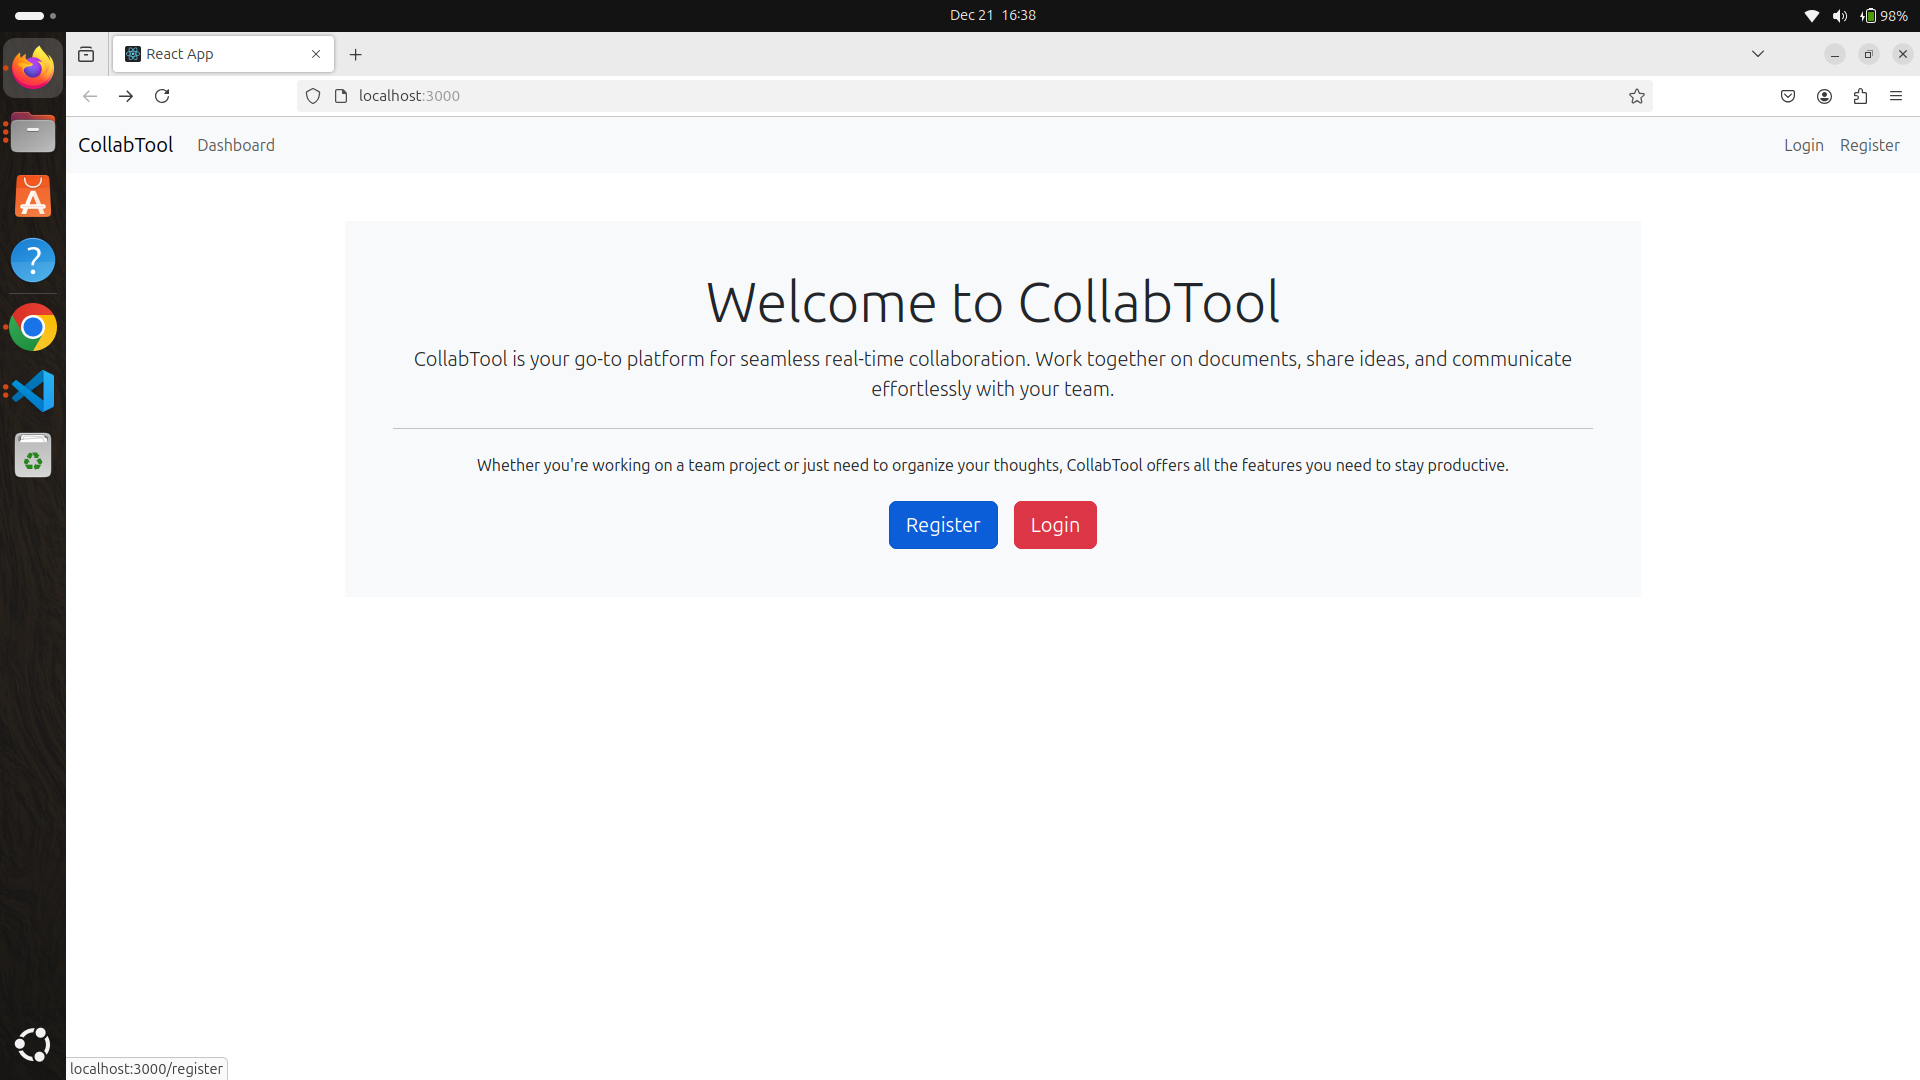 Dec 21 16:38
98%
React App
localhost:3000
CollabTool Dashboard Login Register
Welcome to CollabTool
CollabTool is your go-to platform for seamless real-time collaboration. Work together on documents, share ideas, and communicate
effortlessly with your team.
Whether you're working on a team project or just need to organize your thoughts, CollabTool offers all the features you need to stay productive.
Register Login
localhost:3000/register